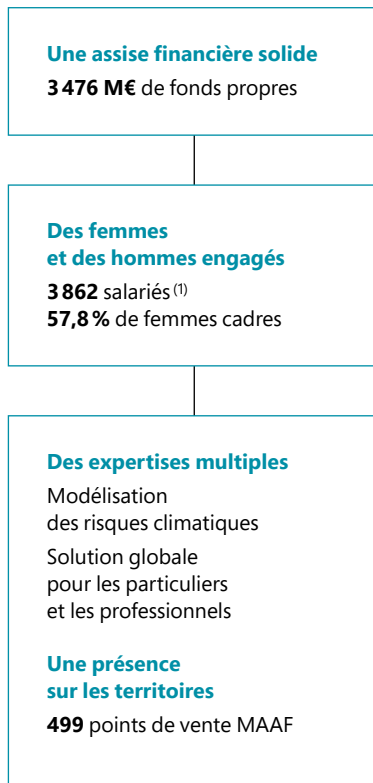 Une assise financière solide
3 476 M€ de fonds propres
Des femmes
et des hommes engagés
3 862 salariés (1)
57,8 % de femmes cadres
Des expertises multiples
Modélisation
des risques climatiques
Solution globale
pour les particuliers
et les professionnels
Une présence
sur les territoires
499 points de vente MAAF